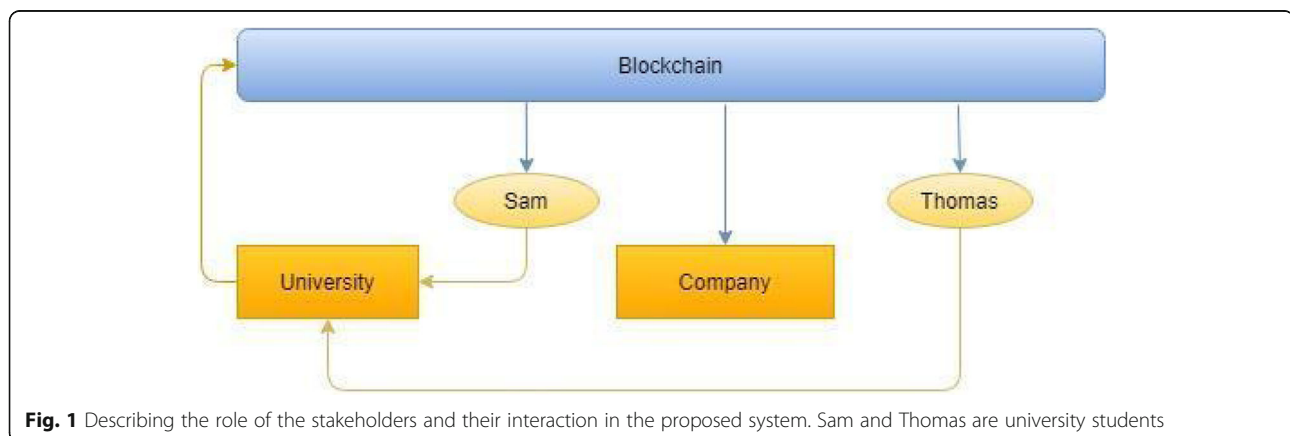 Blockchain
Sam
Thomas
University
Company
Fig. 1 Describing the role of the stakeholders and their interaction in the proposed system. Sam and Thomas are university students